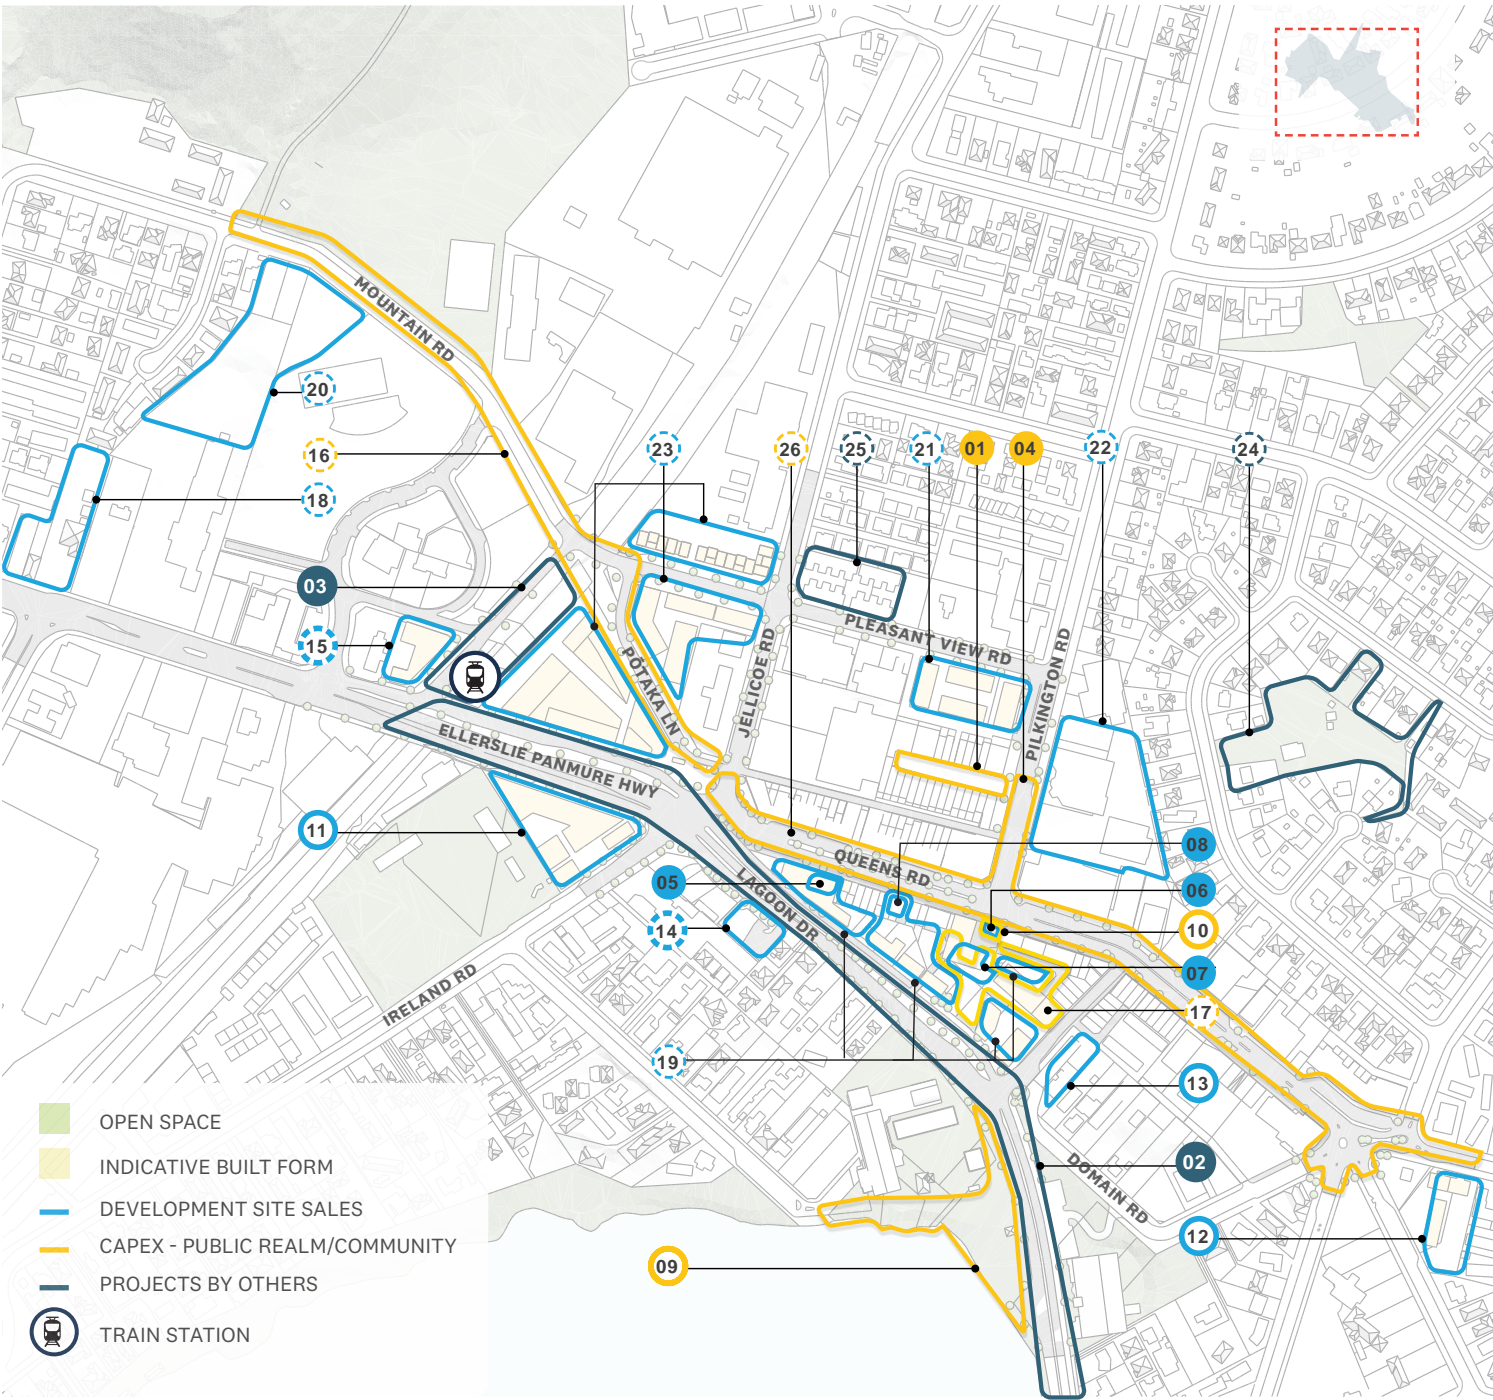 MOUNTAIN RD
20
16
18
23
26
25
21
01
04
22
24
03
15
PLEASANT VIEW RD
PŌTAKA LN
JELLICOE RD
PILKINGTON RD
ELLERSLIE PANMURE HWY
11
QUEENS RD
08
05
LAGOON DR
06
14
10
07
IRELAND RD
17
19
13
02
DOMAIN RD
12
09
OPEN SPACE
INDICATIVE BUILT FORM
DEVELOPMENT SITE SALES
CAPEX - PUBLIC REALM/COMMUNITY
PROJECTS BY OTHERS
TRAIN STATION